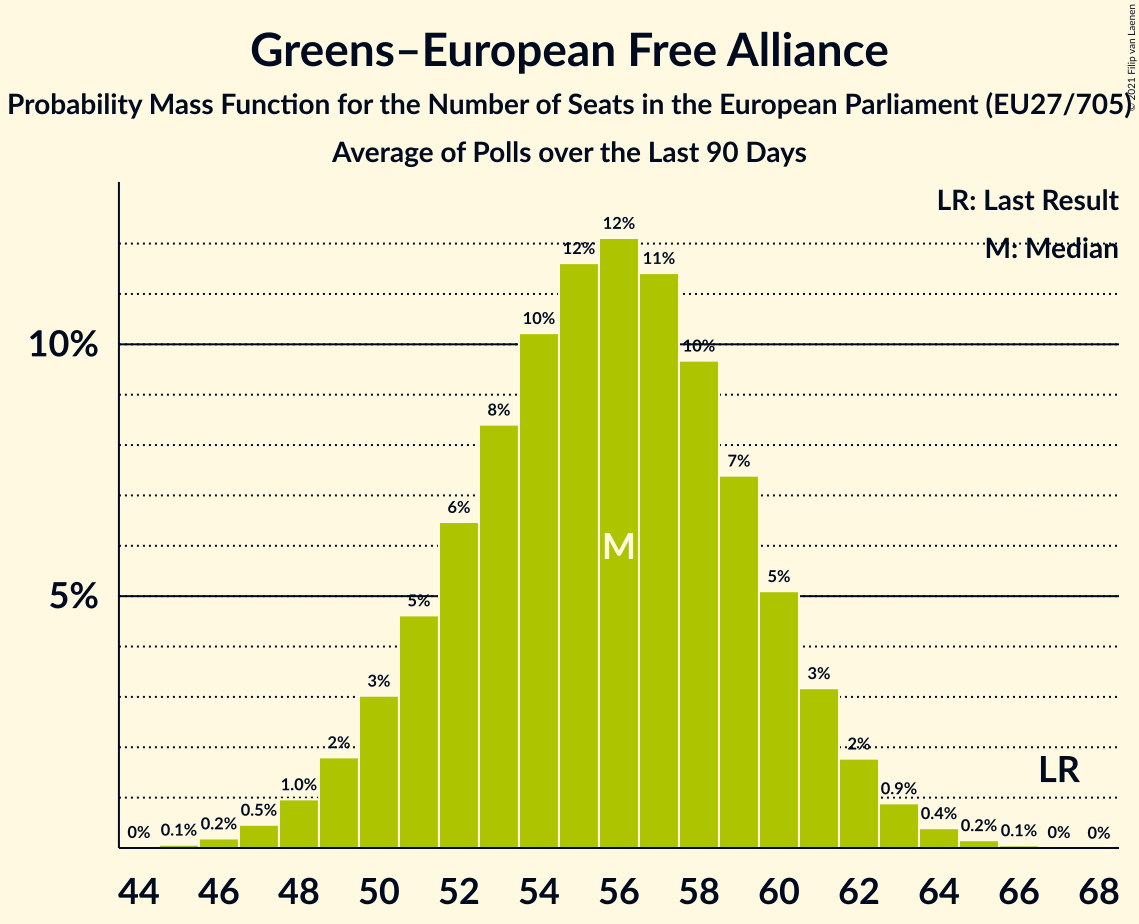 Greens–European Free Alliance
Probability Mass Function for the Number of Seats in the European Parliament (EU27/705)
Average of Polls over the Last 90 Days
© 2021 Filip van Laenen
LR: Last Result
M: Median
10%
5%
0% 0.1% 0.2% 0.5% 1.0% 2% 3% 5% 6% 8% 10% 12% 12% 11% 10% 7% 5% 3% 2% 0.9% 0.4% 0.2% 0.1% 0% 0%
M
LR
44 46 48 50 52 54 56 58 60 62 64 66 68